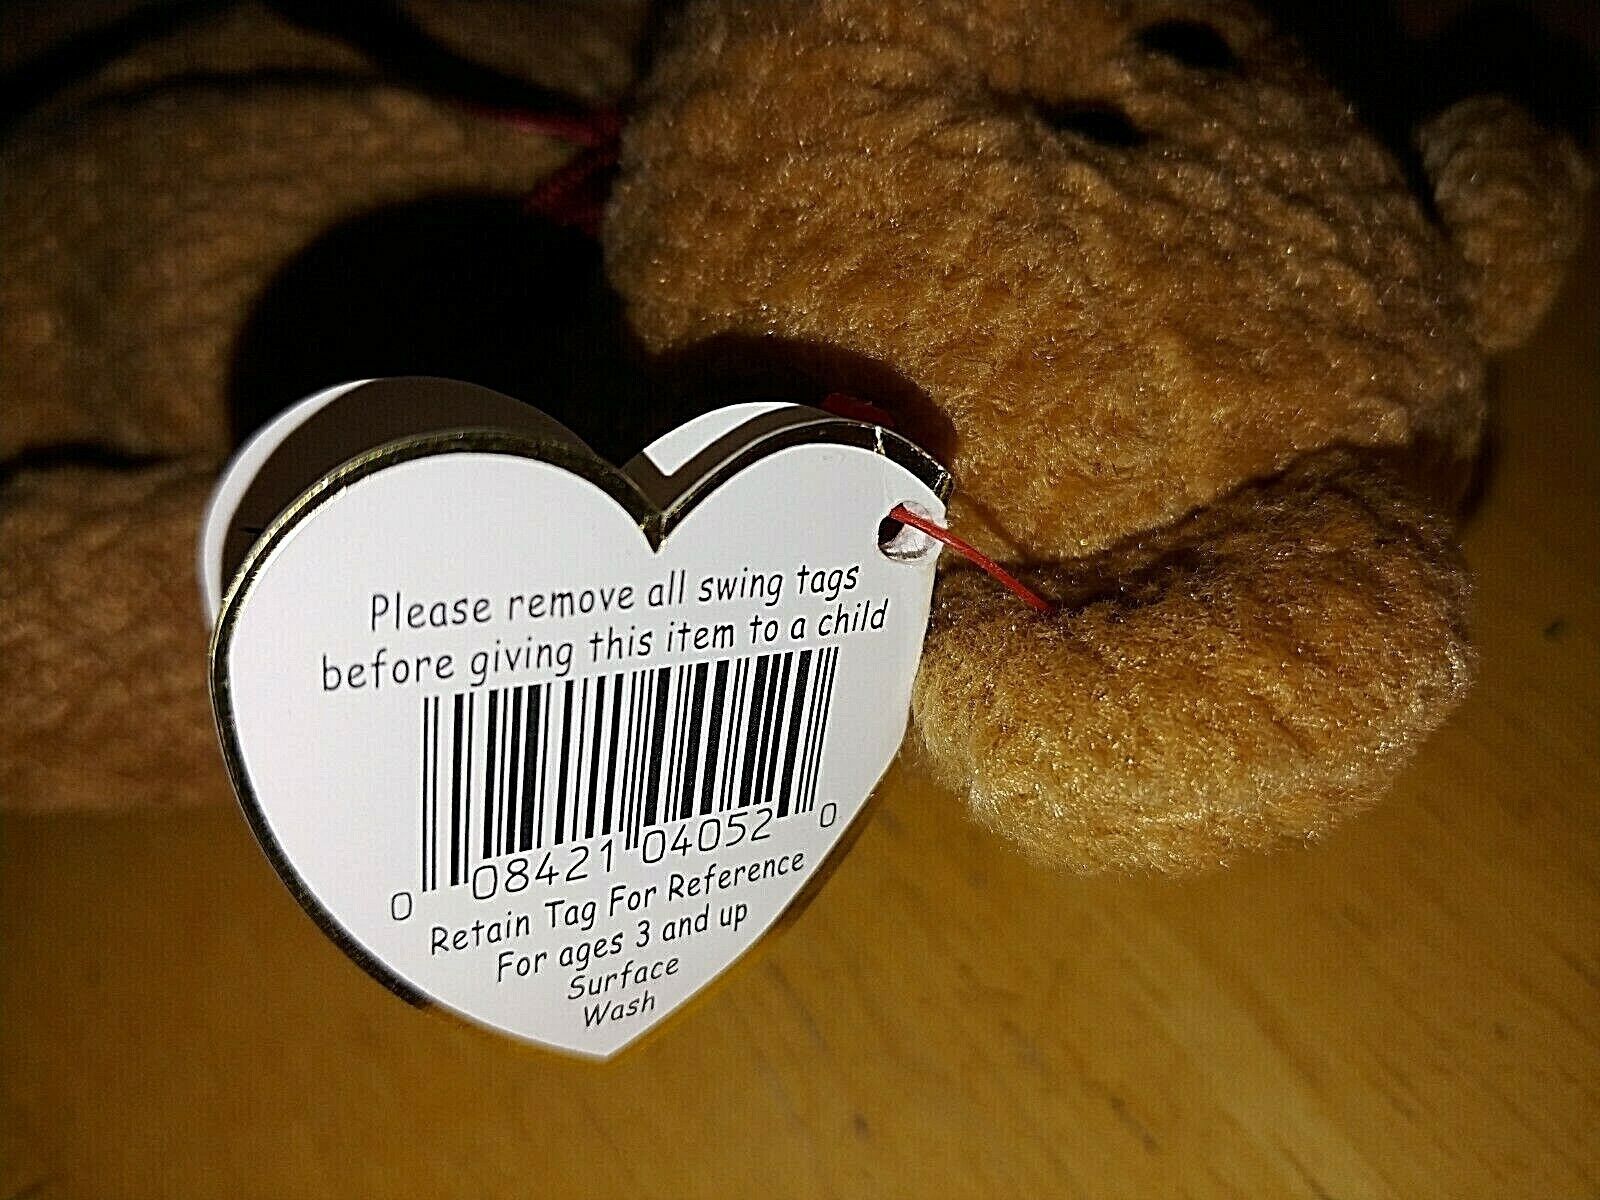 Please remove all swing tags
before giving this item to a child
0 08421 04052 0
Retain Tag For Reference
For ages 3 and up
Surface
Wash